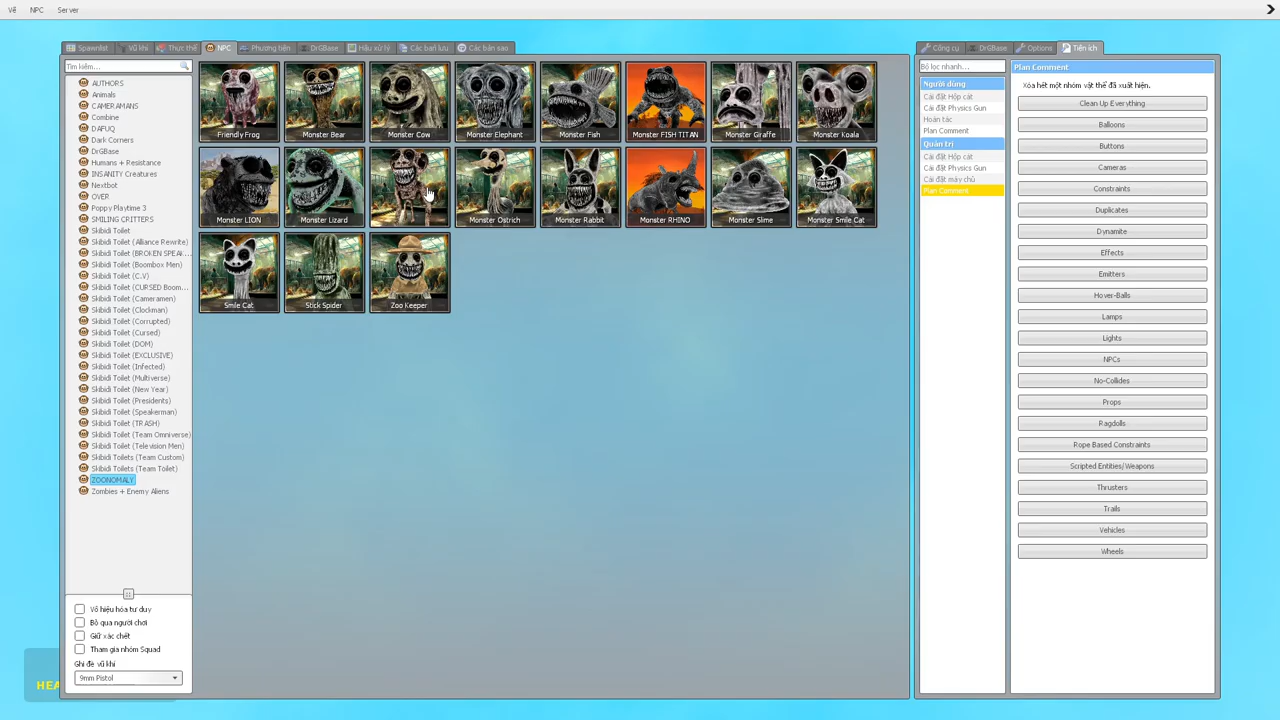 Vẽ NPC Server
Spawnlist Vũ khí Thực thể NPC Phương tiện DrGBase Hậu xử lý Các bạn lưu Các bản sao
Tìm kiếm...
AUTHORS
Animals
CAMERAMANS
Combine
DAFUQ
Dark Corners
DrGBase
Humans + Resistance
INSANITY Creatures
Nextbot
OVER
Poppy Playtime 3
SMILING CRITTERS
Skibidi Toilet
Skibidi Toilet (Alliance Rewrite)
Skibidi Toilet (BROKEN SPEAK...
Skibidi Toilet (Boombox Men)
Skibidi Toilet (C.V)
Skibidi Toilet (CURSED Boom...
Skibidi Toilet (Cameramen)
Skibidi Toilet (Clockman)
Skibidi Toilet (Corrupted)
Skibidi Toilet (Cursed)
Skibidi Toilet (DOM)
Skibidi Toilet (EXCLUSIVE)
Skibidi Toilet (Infected)
Skibidi Toilet (Multiverse)
Skibidi Toilet (New Year)
Skibidi Toilet (Presidents)
Skibidi Toilet (Speakerman)
Skibidi Toilet (TRASH)
Skibidi Toilet (Team Omniverse)
Skibidi Toilet (Television Men)
Skibidi Toilets (Team Custom)
Skibidi Toilets (Team Toilet)
ZOONOMALY
Zombies + Enemy Aliens
Vô hiệu hóa tư duy
Bỏ qua người chơi
Giữ xác chết
Tham gia nhóm Squad
Ghi đè vũ khí
9mm Pistol
HEA
Friendly Frog Monster Bear Monster Cow Monster Elephant Monster Fish Monster FISH TITAN Monster Giraffe Monster Koala
Monster LION Monster Lizard Monster Ostrich Monster Rabbit Monster RHINO Monster Slime Monster Smile Cat
Smile Cat Stick Spider Zoo Keeper
Công cụ DrGBase Options Tiện ích
Bộ lọc nhanh...
Người dùng
Cài đặt Hộp cát
Cài đặt Physics Gun
Hoàn tác
Plan Comment
Quản trị
Cài đặt Hộp cát
Cài đặt Physics Gun
Cài đặt máy chủ
Plan Comment
Plan Comment
Xóa hết một nhóm vật thể đã xuất hiện.
Clean Up Everything
Balloons
Buttons
Cameras
Constraints
Duplicates
Dynamite
Effects
Emitters
Hover-Balls
Lamps
Lights
NPCs
No-Collides
Props
Ragdolls
Rope Based Constraints
Scripted Entities/Weapons
Thrusters
Trails
Vehicles
Wheels